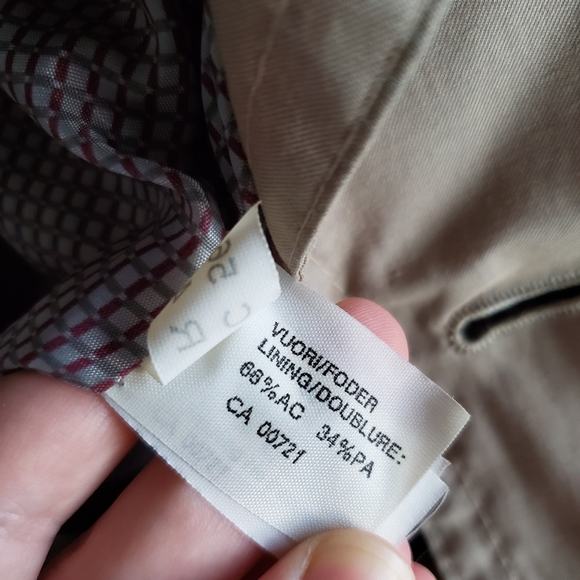 VUORI/FODER
LINING/DOUBLURE:
66%AC 34%PA
CA 00721